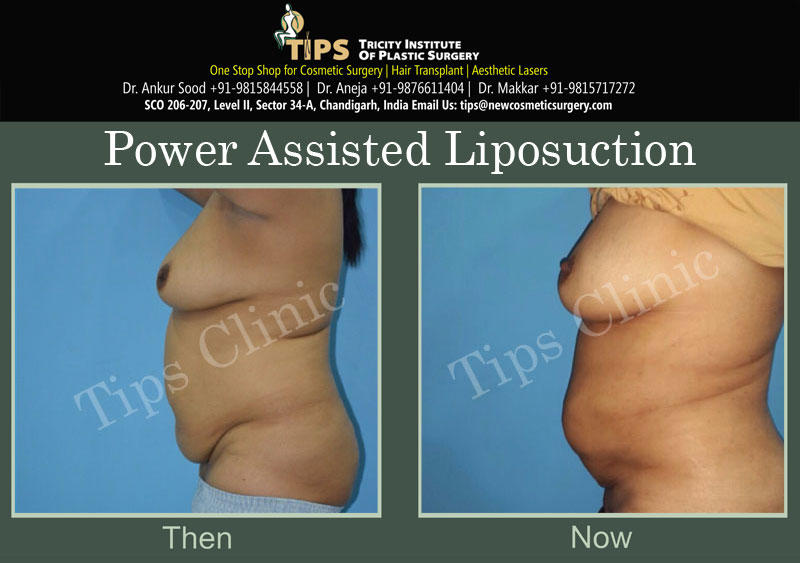 TIPS TRICITY INSTITUTE
OF PLASTIC SURGERY
One Stop Shop for Cosmetic Surgery | Hair Transplant | Aesthetic Lasers
Dr. Ankur Sood +91-9815844558 | Dr. Aneja +91-9876611404 | Dr. Makkar +91-9815717272
SCO 206-207, Level II, Sector 34-A, Chandigarh, India Email Us: tips@newcosmeticsurgery.com
Power Assisted Liposuction
Tips Clinic
Tips Clinic
Then
Now